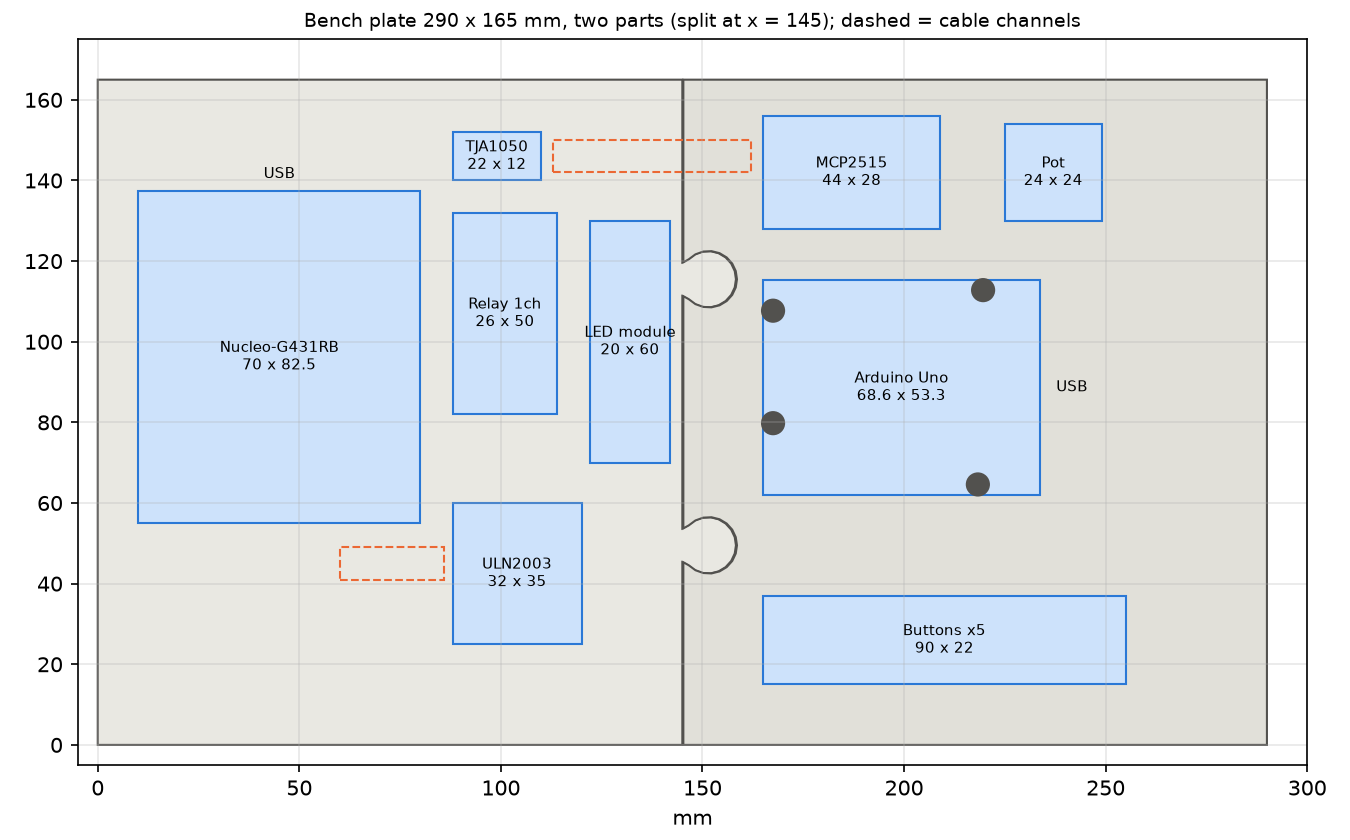 Bench plate 290 x 165 mm, two parts (split at x = 145); dashed = cable channels
160
140
120
100
80
60
40
20
0
USB
Nucleo-G431RB
70 x 82.5
TJA1050
22 x 12
Relay 1ch
26 x 50
LED module
20 x 60
ULN2003
32 x 35
MCP2515
44 x 28
Pot
24 x 24
Arduino Uno
68.6 x 53.3
USB
Buttons x5
90 x 22
0
50
100
150
200
250
300
mm